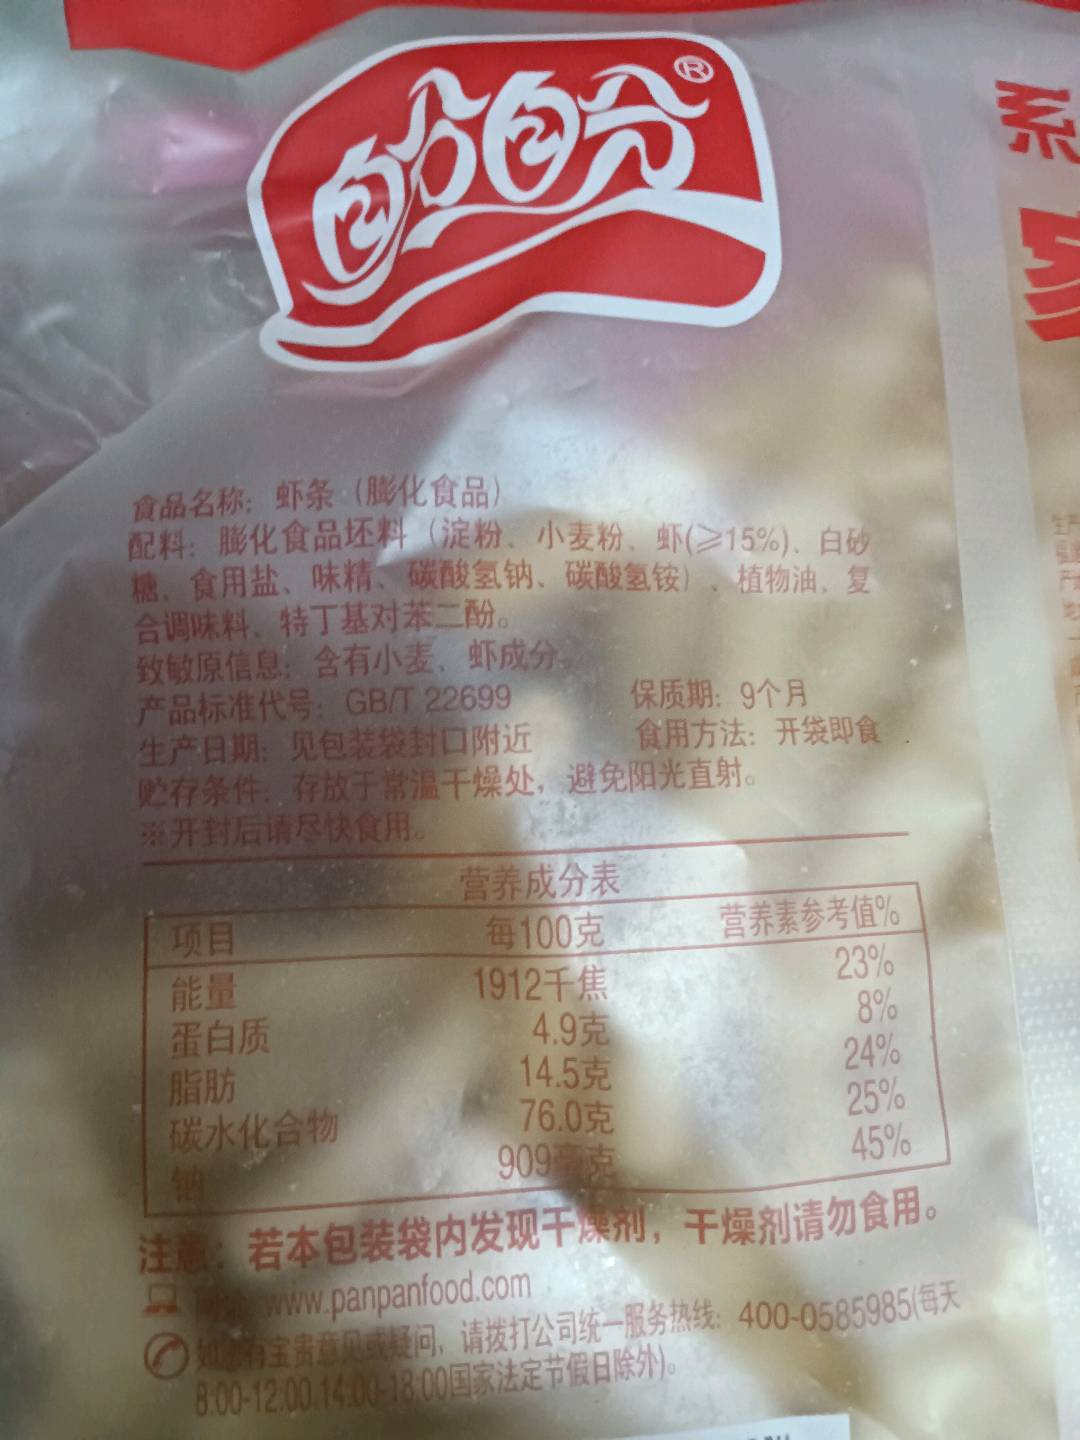 盼盼®
系
食品名称: 虾条 (膨化食品)
配料: 膨化食品坯料 (淀粉、小麦粉、虾(≥15%)、白砂
糖、食用盐、味精、碳酸氢钠、碳酸氢铵)、植物油、复
合调味料、特丁基对苯二酚。
致敏原信息: 含有小麦、虾成分。
产品标准代号: GB/T 22699 保质期: 9个月
生产日期: 见包装袋封口附近 食用方法: 开袋即食
贮存条件: 存放于常温干燥处, 避免阳光直射。
※开封后请尽快食用。
营养成分表
项目 每100克 营养素参考值%
能量 1912千焦 23%
蛋白质 4.9克 8%
脂肪 14.5克 24%
碳水化合物 76.0克 25%
钠 909毫克 45%
注意: 若本包装袋内发现干燥剂, 干燥剂请勿食用。
www.panpanfood.com
如您有宝贵意见或疑问, 请拨打公司统一服务热线: 400-0585985(每天
8:00-12:00,14:00-18:00国家法定节假日除外)。